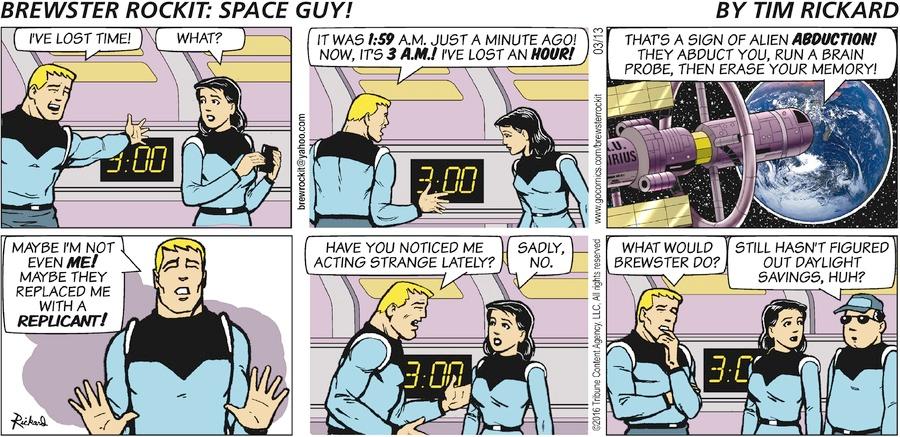 BREWSTER ROCKIT: SPACE GUY!
BY TIM RICKARD
I'VE LOST TIME!
WHAT?
3:00
IT WAS 1:59 A.M. JUST A MINUTE AGO!
NOW, IT'S 3 A.M.! I'VE LOST AN HOUR!
3:00
brewrockit@yahoo.com
03/13
THAT'S A SIGN OF ALIEN ABDUCTION!
THEY ABDUCT YOU, RUN A BRAIN
PROBE, THEN ERASE YOUR MEMORY!
www.gocomics.com/brewsterrockit
IRIUS
MAYBE I'M NOT
EVEN ME!
MAYBE THEY
REPLACED ME
WITH A
REPLICANT!
Rickard
HAVE YOU NOTICED ME
ACTING STRANGE LATELY?
SADLY,
NO.
3:00
©2016 Tribune Content Agency, LLC. All rights reserved
WHAT WOULD
BREWSTER DO?
STILL HASN'T FIGURED
OUT DAYLIGHT
SAVINGS, HUH?
3:0